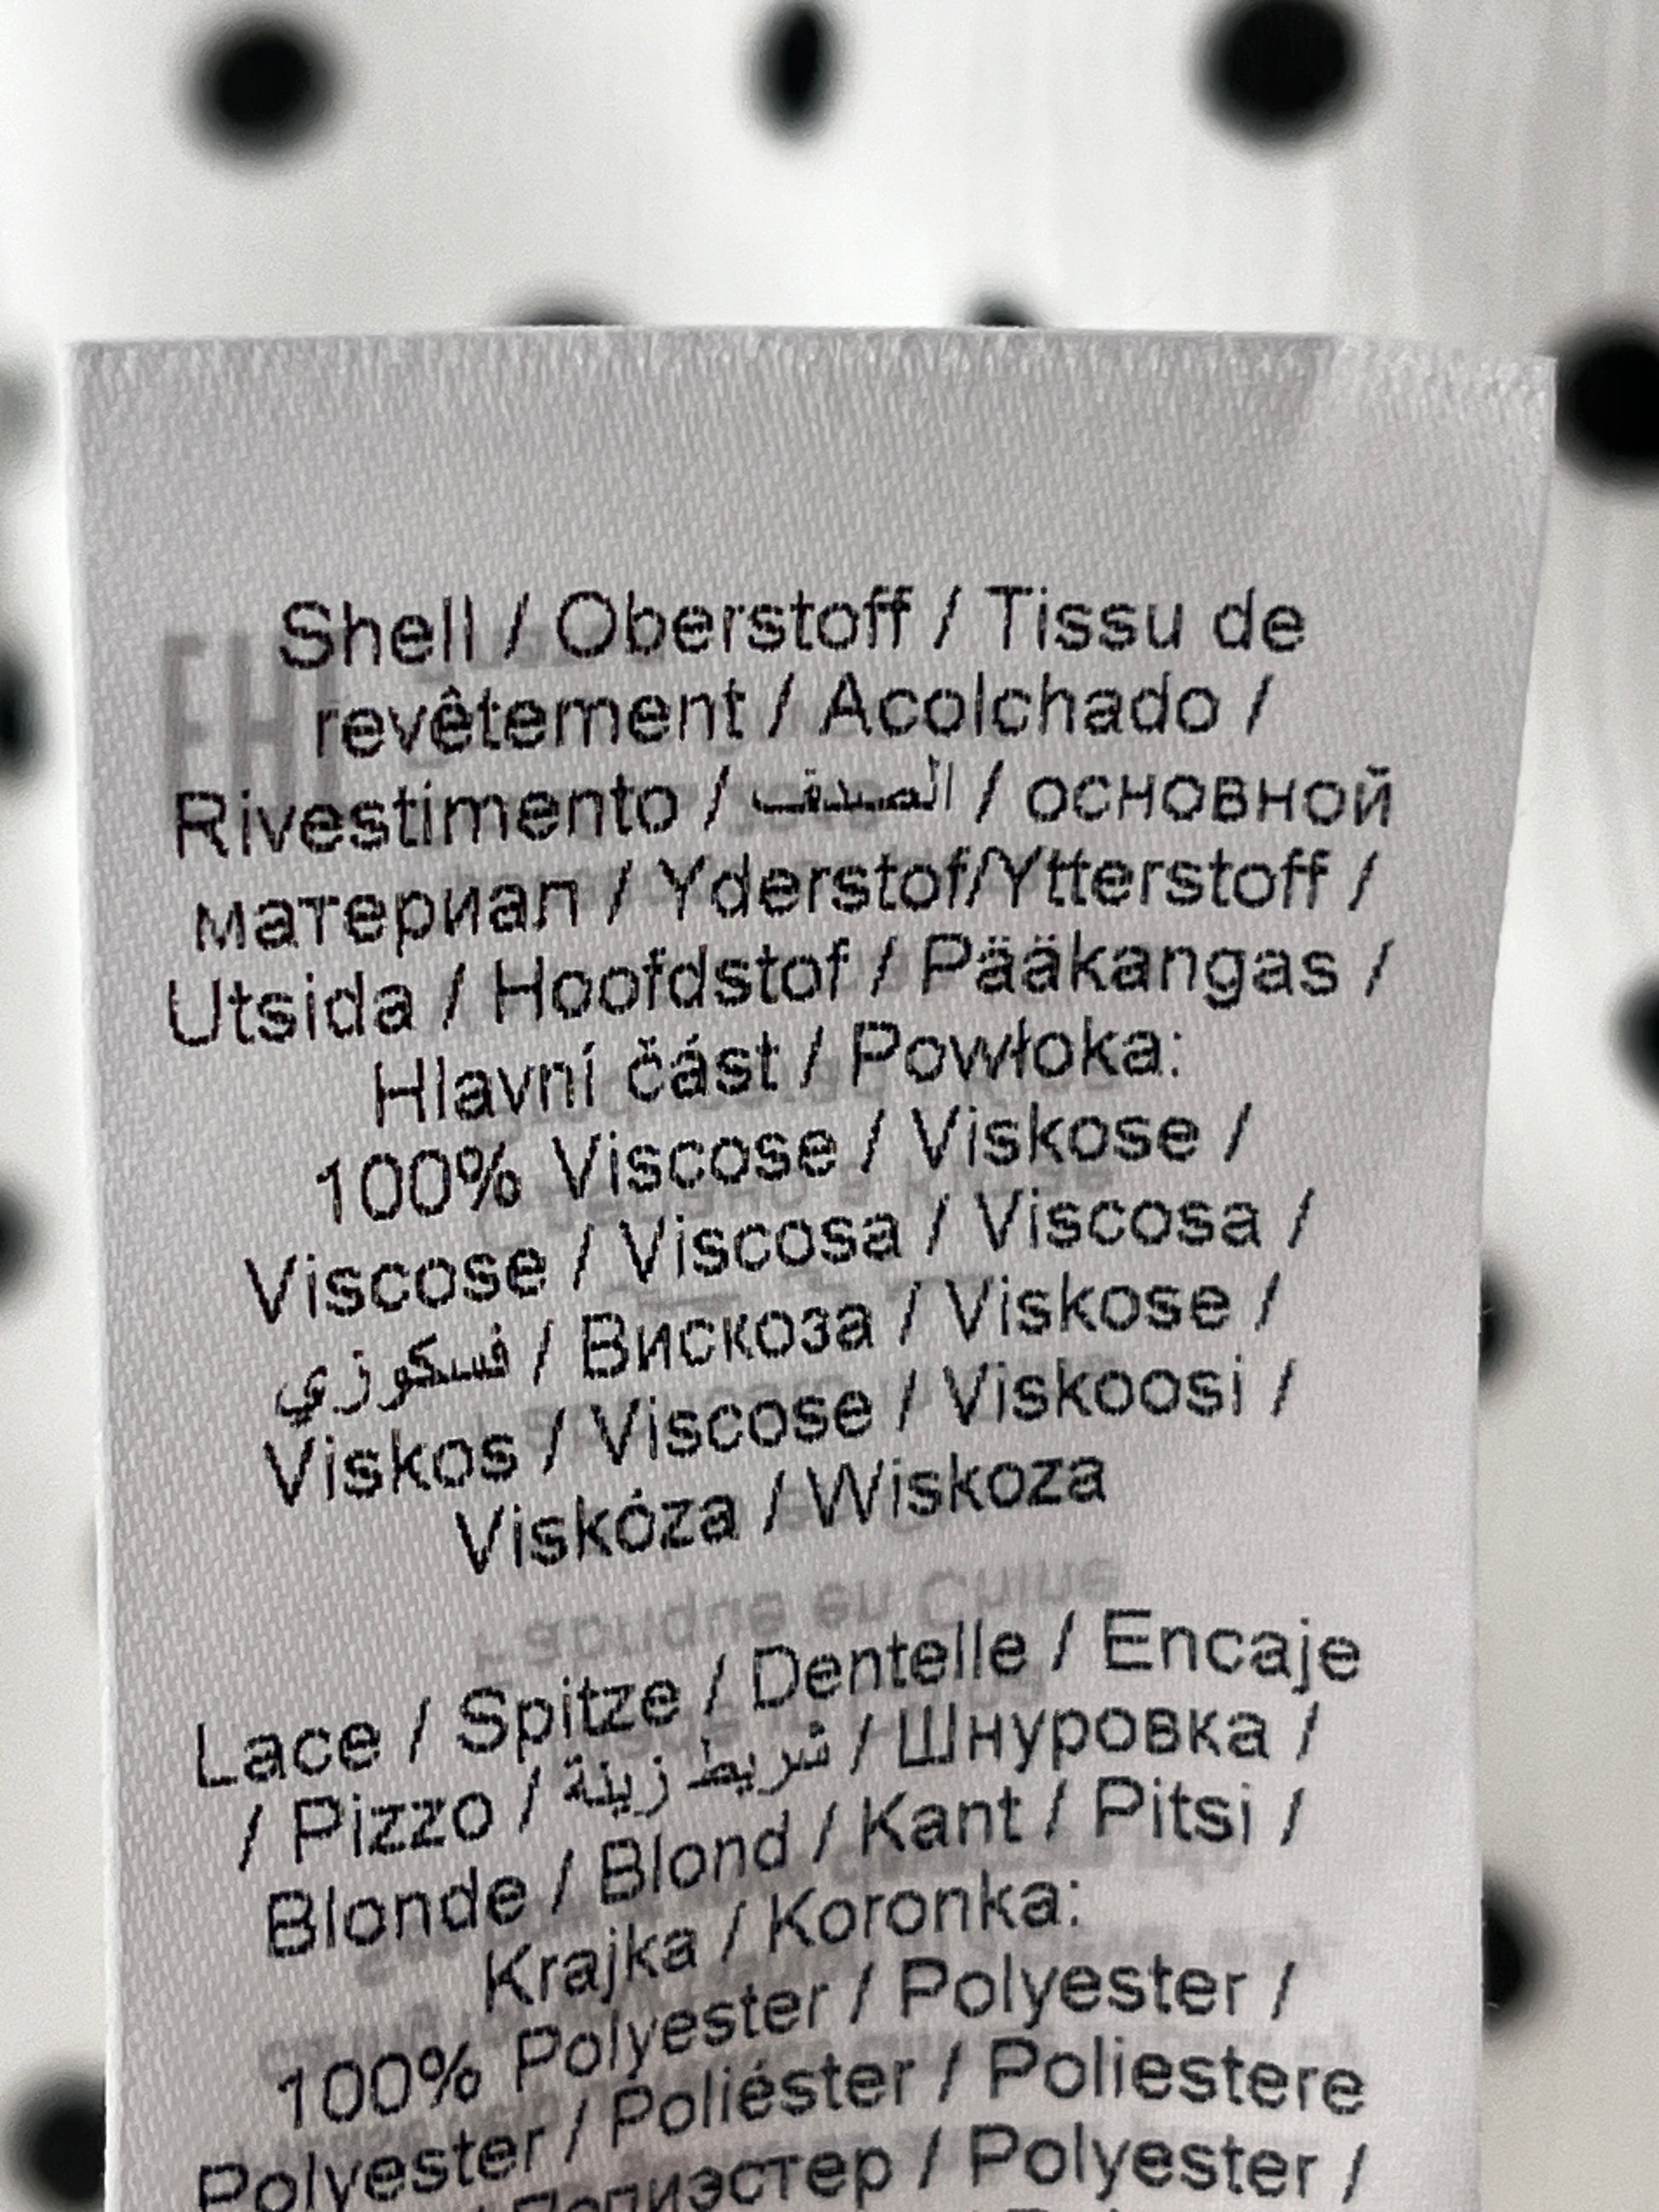 Shell / Oberstoff / Tissu de
revêtement / Acolchado /
Rivestimento / الصدف / основной
материал / Yderstof/Ytterstoff /
Utsida / Hoofdstof / Pääkangas /
Hlavní část / Powłoka:
100% Viscose / Viskose /
Viscose / Viscosa / Viscosa /
فسكوزي / Вискоза / Viskose /
Viskos / Viscose / Viskoosi /
Viskóza / Wiskoza
Lace / Spitze / Dentelle / Encaje
/ Pizzo / شريط زينة / Шнуровка /
Blonde / Blond / Kant / Pitsi /
Krajka / Koronka:
100% Polyester / Polyester /
Polyester / Poliéster / Poliestere
/ Полиэстер / Polyester /